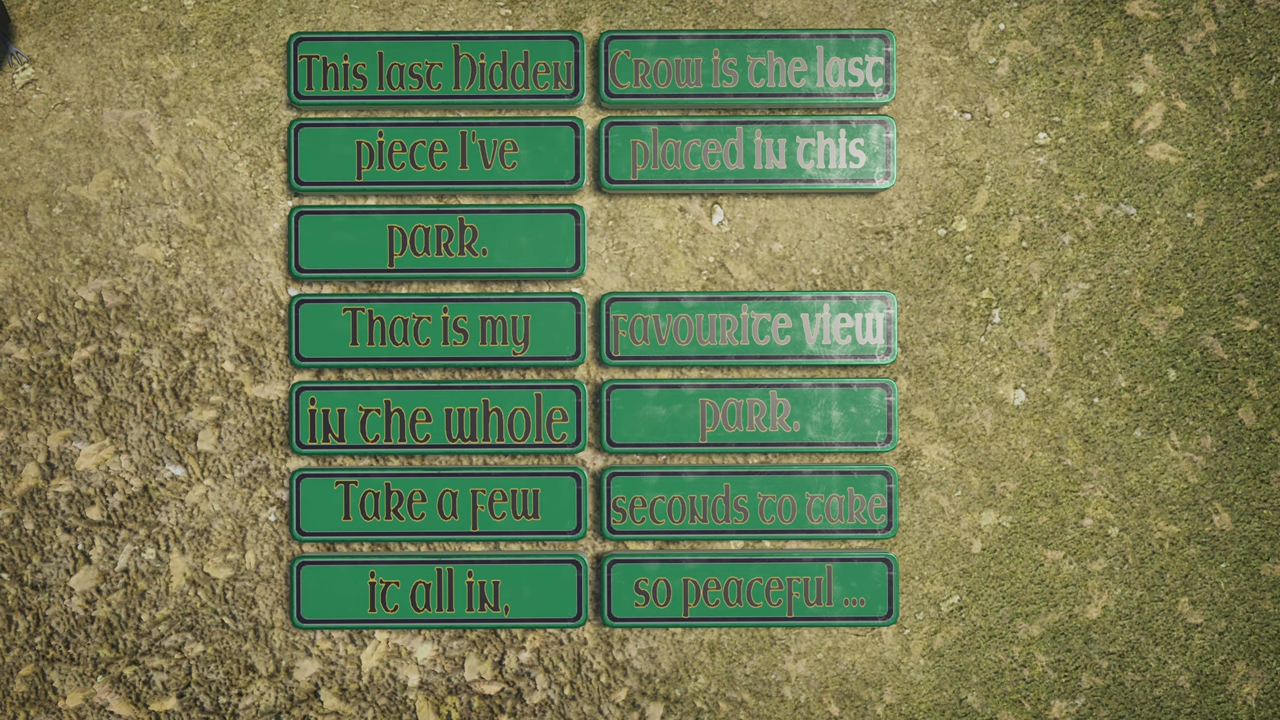 This last hidden Crow is the last
piece I've placed in this
park.
That is my favourite view
in the whole park.
Take a few seconds to take
it all in, so peaceful ...